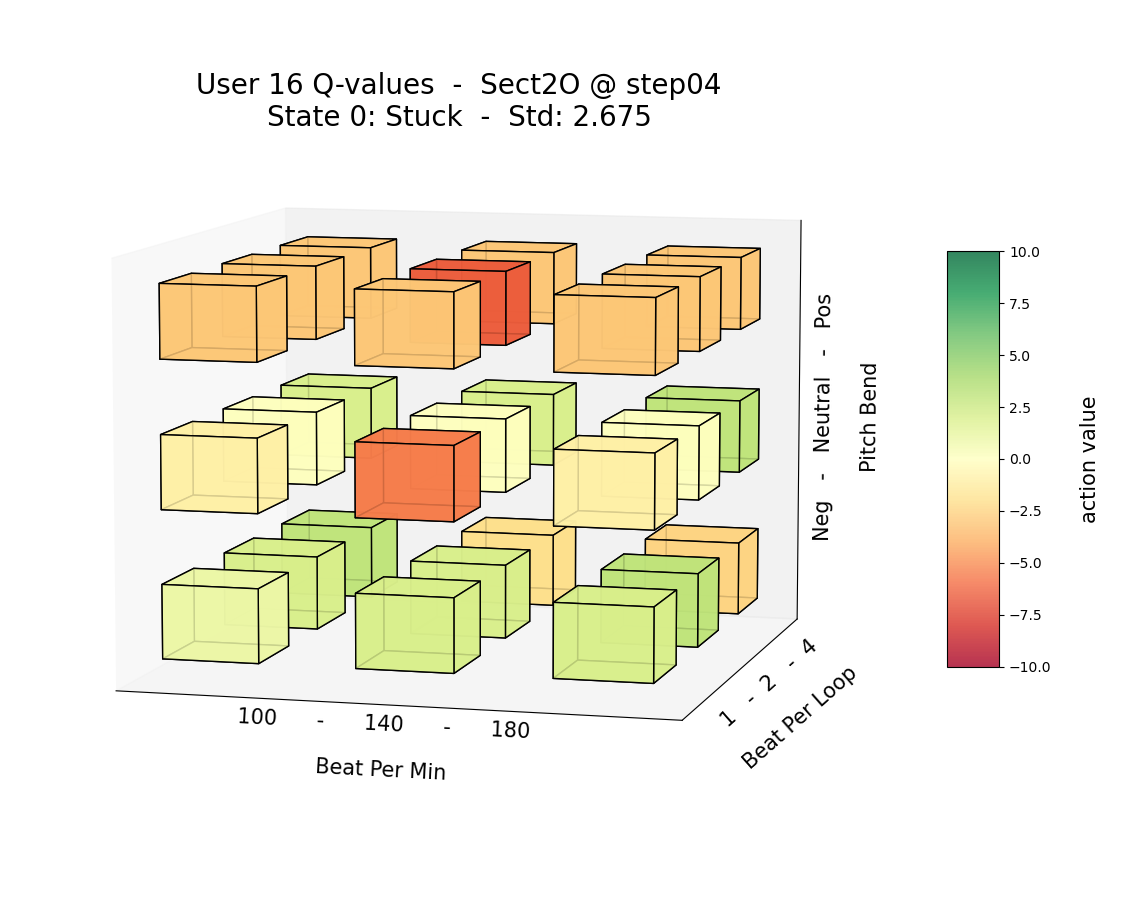 User 16 Q-values  -  Sect2O @ step04
State 0: Stuck  -  Std: 2.675
Neg  -  Neutral  -  Pos
Pitch Bend
100  -  140  -  180
Beat Per Min
1  -  2  -  4
Beat Per Loop
10.0
7.5
5.0
2.5
0.0
−2.5
−5.0
−7.5
−10.0
action value